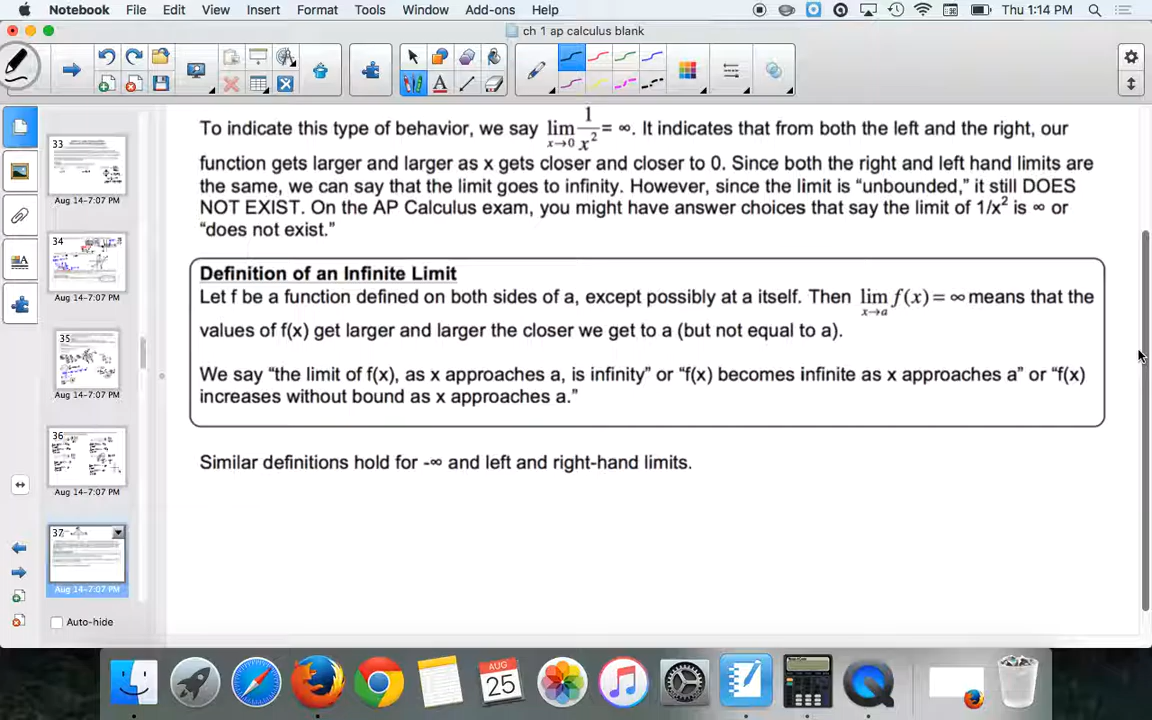 Notebook File Edit View Insert Format Tools Window Add-ons Help Thu 1:14 PM
ch 1 ap calculus blank
33
Aug 14-7:07 PM
34
Aug 14-7:07 PM
35
Aug 14-7:07 PM
36
Aug 14-7:07 PM
37
Aug 14-7:07 PM
Auto-hide
To indicate this type of behavior, we say lim x→0 1/x² = ∞. It indicates that from both the left and the right, our
function gets larger and larger as x gets closer and closer to 0. Since both the right and left hand limits are
the same, we can say that the limit goes to infinity. However, since the limit is “unbounded,” it still DOES
NOT EXIST. On the AP Calculus exam, you might have answer choices that say the limit of 1/x² is ∞ or
“does not exist.”
Definition of an Infinite Limit
Let f be a function defined on both sides of a, except possibly at a itself. Then lim x→a f(x) = ∞ means that the
values of f(x) get larger and larger the closer we get to a (but not equal to a).
We say “the limit of f(x), as x approaches a, is infinity” or “f(x) becomes infinite as x approaches a” or “f(x)
increases without bound as x approaches a.”
Similar definitions hold for -∞ and left and right-hand limits.
AUG
25